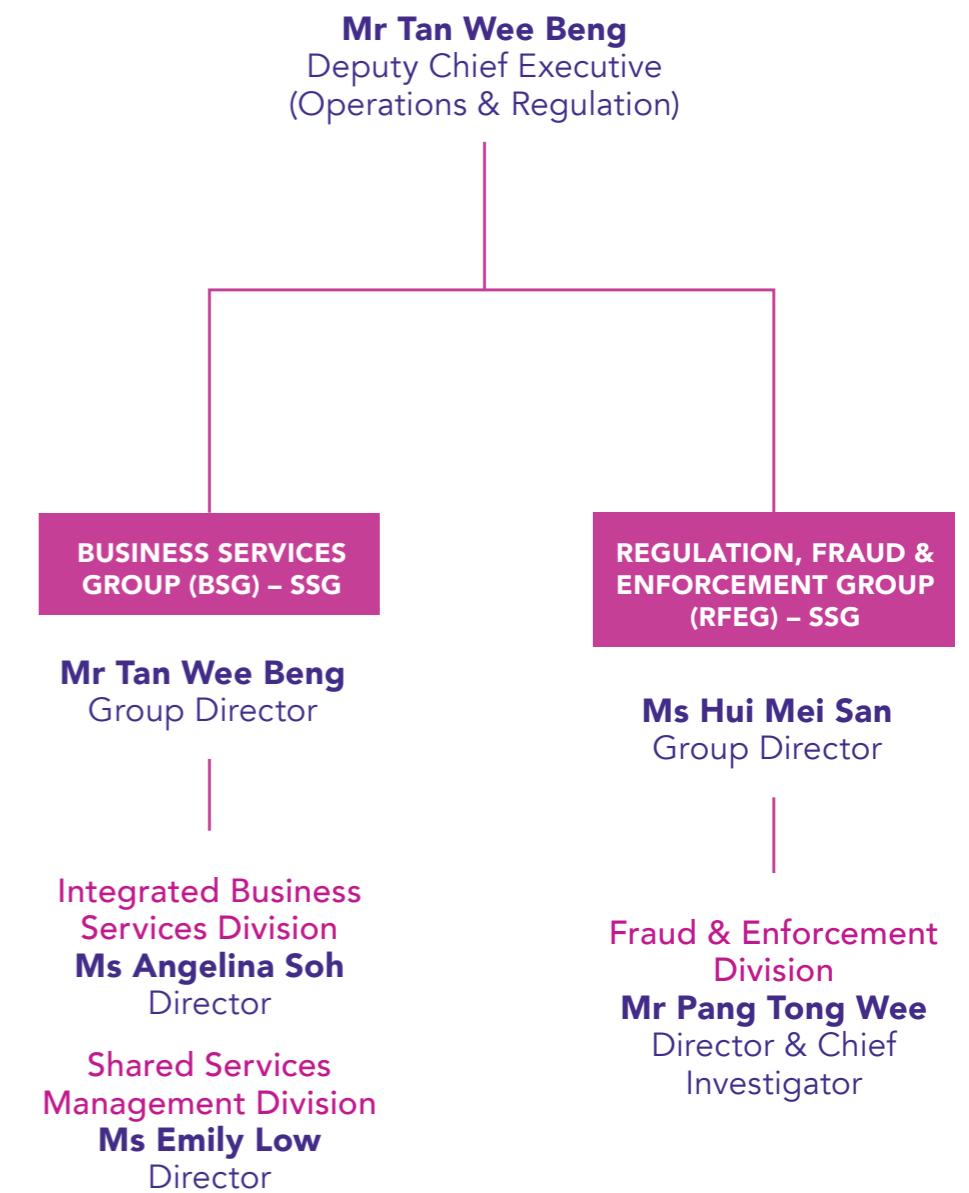 Mr Tan Wee Beng
Deputy Chief Executive
(Operations & Regulation)
BUSINESS SERVICES
GROUP (BSG) – SSG
Mr Tan Wee Beng
Group Director
Integrated Business
Services Division
Ms Angelina Soh
Director
Shared Services
Management Division
Ms Emily Low
Director
REGULATION, FRAUD &
ENFORCEMENT GROUP
(RFEG) – SSG
Ms Hui Mei San
Group Director
Fraud & Enforcement
Division
Mr Pang Tong Wee
Director & Chief
Investigator